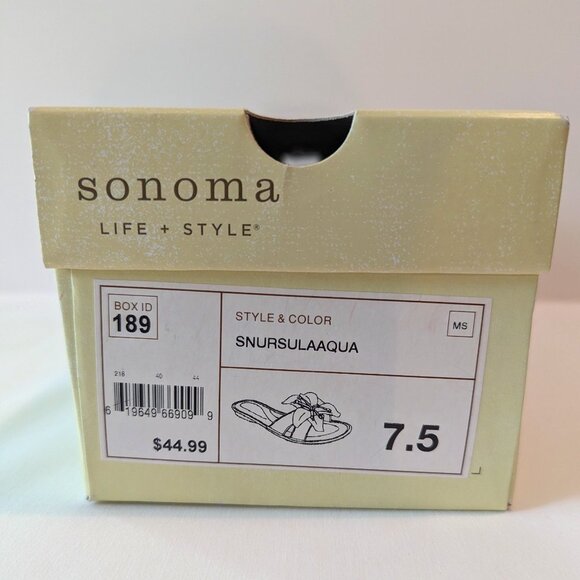 sonoma
LIFE + STYLE®
BOX ID
189
STYLE & COLOR
MS
SNURSULAAQUA
218 40 44
6 19649 66909 9
$44.99
7.5